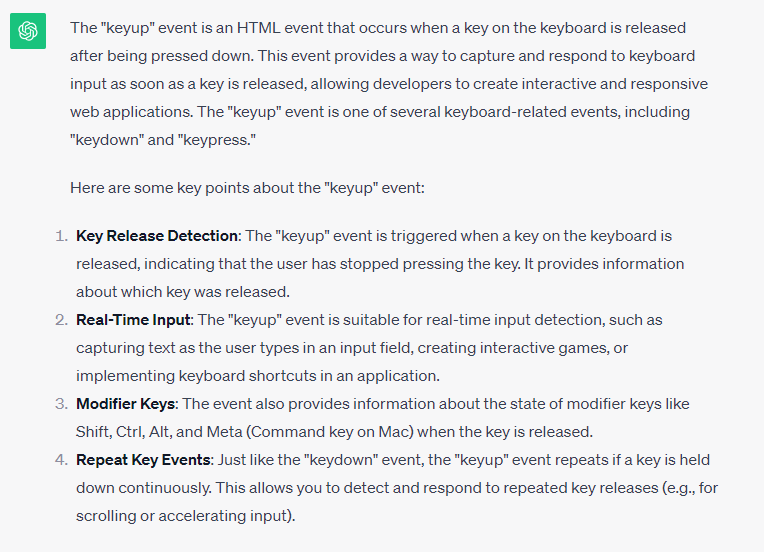 The "keyup" event is an HTML event that occurs when a key on the keyboard is released
after being pressed down. This event provides a way to capture and respond to keyboard
input as soon as a key is released, allowing developers to create interactive and responsive
web applications. The "keyup" event is one of several keyboard-related events, including
"keydown" and "keypress."
Here are some key points about the "keyup" event:
1. Key Release Detection: The "keyup" event is triggered when a key on the keyboard is
released, indicating that the user has stopped pressing the key. It provides information
about which key was released.
2. Real-Time Input: The "keyup" event is suitable for real-time input detection, such as
capturing text as the user types in an input field, creating interactive games, or
implementing keyboard shortcuts in an application.
3. Modifier Keys: The event also provides information about the state of modifier keys like
Shift, Ctrl, Alt, and Meta (Command key on Mac) when the key is released.
4. Repeat Key Events: Just like the "keydown" event, the "keyup" event repeats if a key is held
down continuously. This allows you to detect and respond to repeated key releases (e.g., for
scrolling or accelerating input).